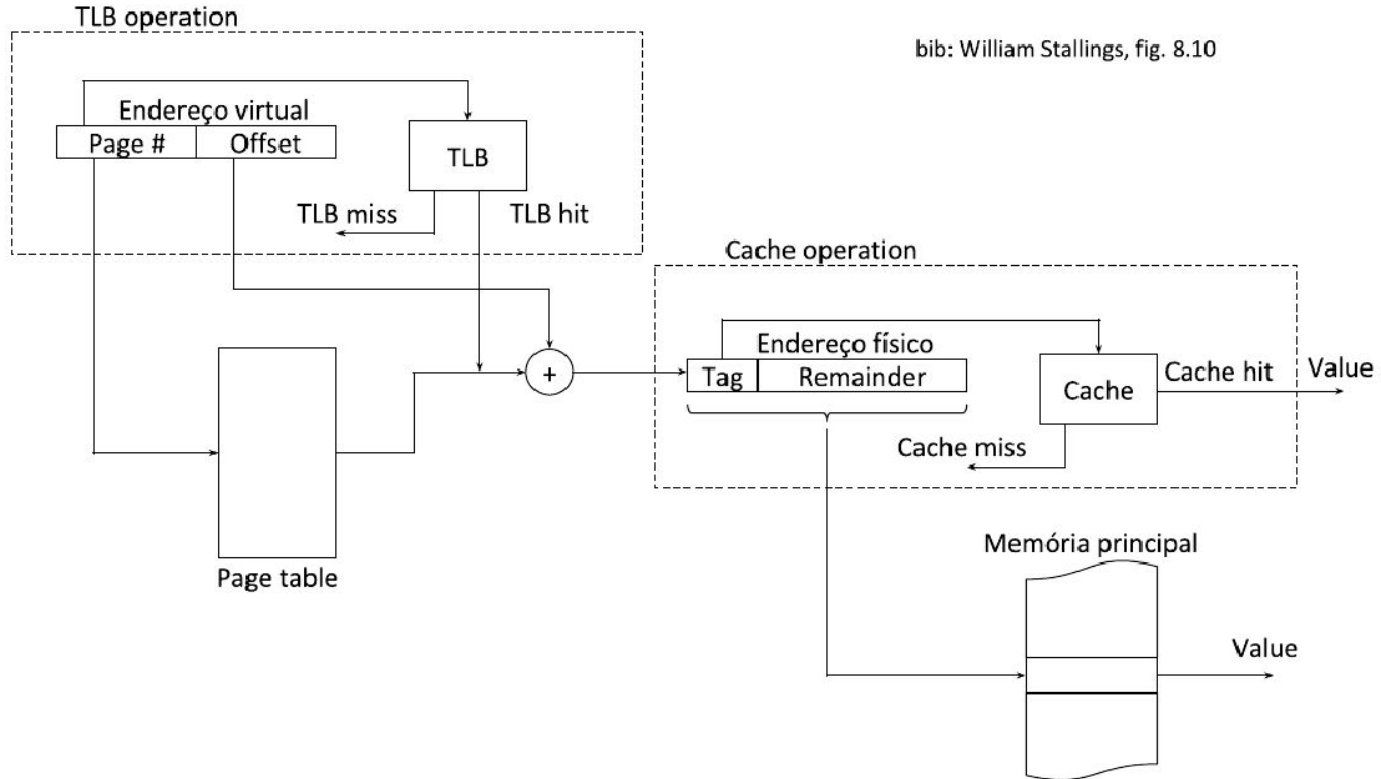 TLB operation
bib: William Stallings, fig. 8.10
Endereço virtual
Page # Offset
TLB
TLB miss TLB hit
Cache operation
Endereço físico
Tag Remainder
Cache
Cache hit Value
Cache miss
+
Page table
Memória principal
Value